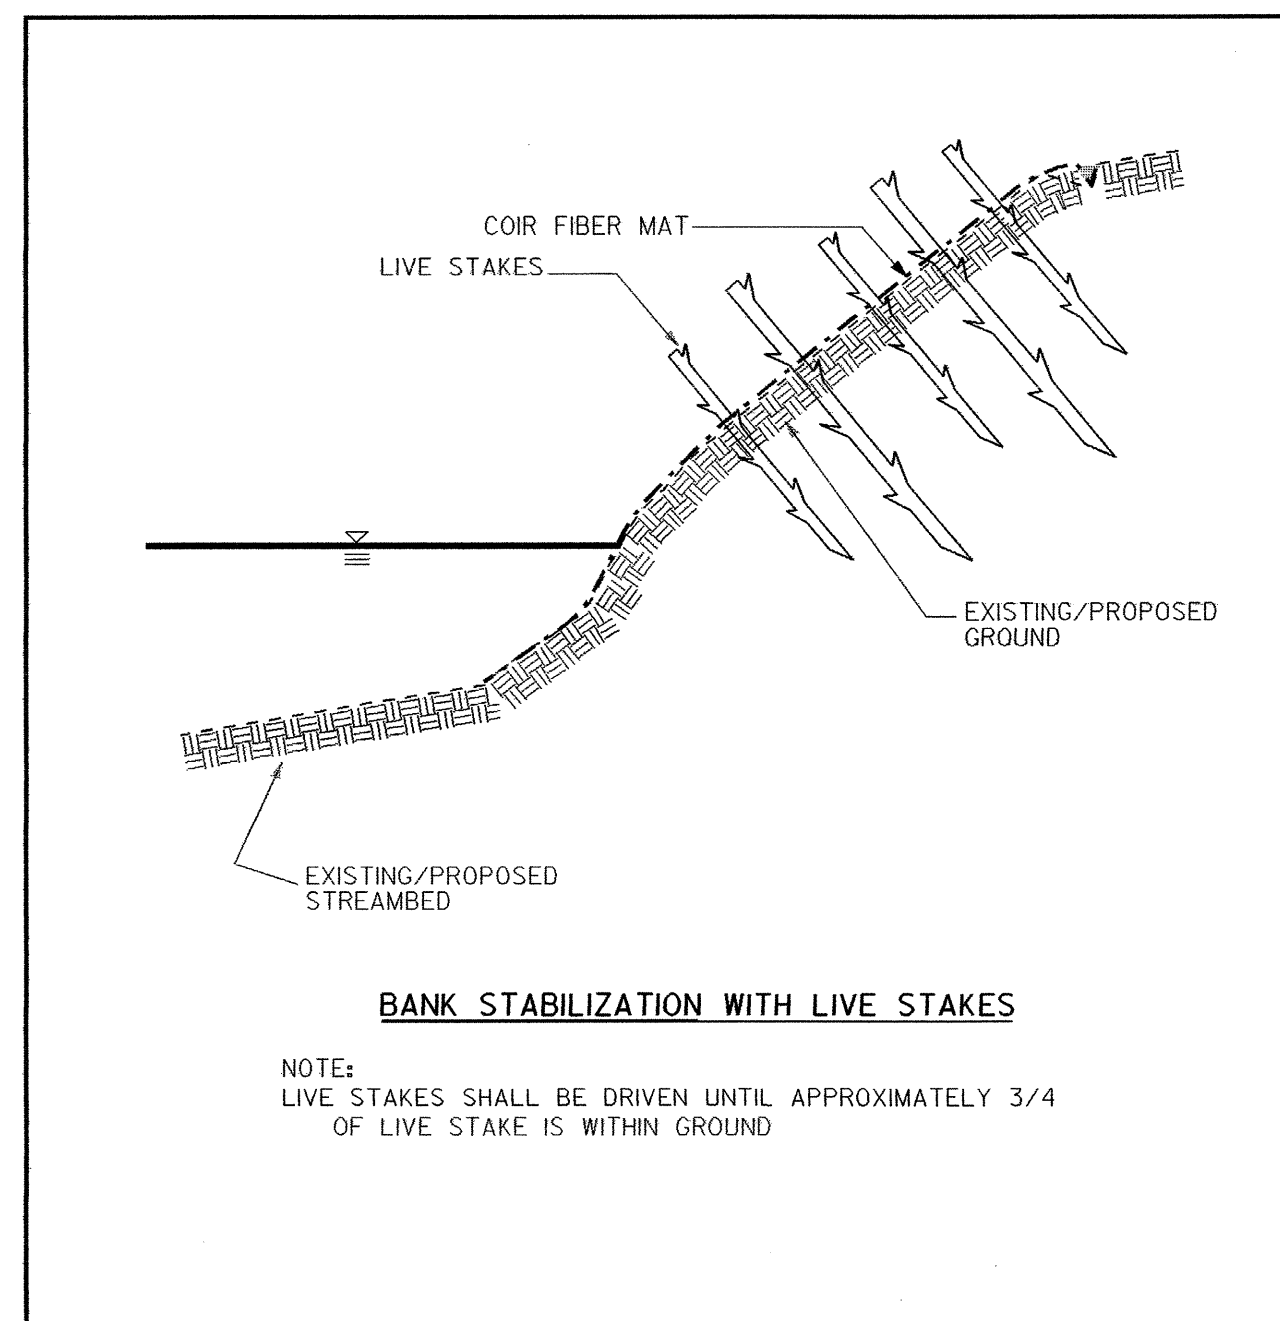 COIR FIBER MAT
LIVE STAKES
EXISTING/PROPOSED
GROUND
EXISTING/PROPOSED
STREAMBED
BANK STABILIZATION WITH LIVE STAKES
NOTE:
LIVE STAKES SHALL BE DRIVEN UNTIL APPROXIMATELY 3/4
OF LIVE STAKE IS WITHIN GROUND